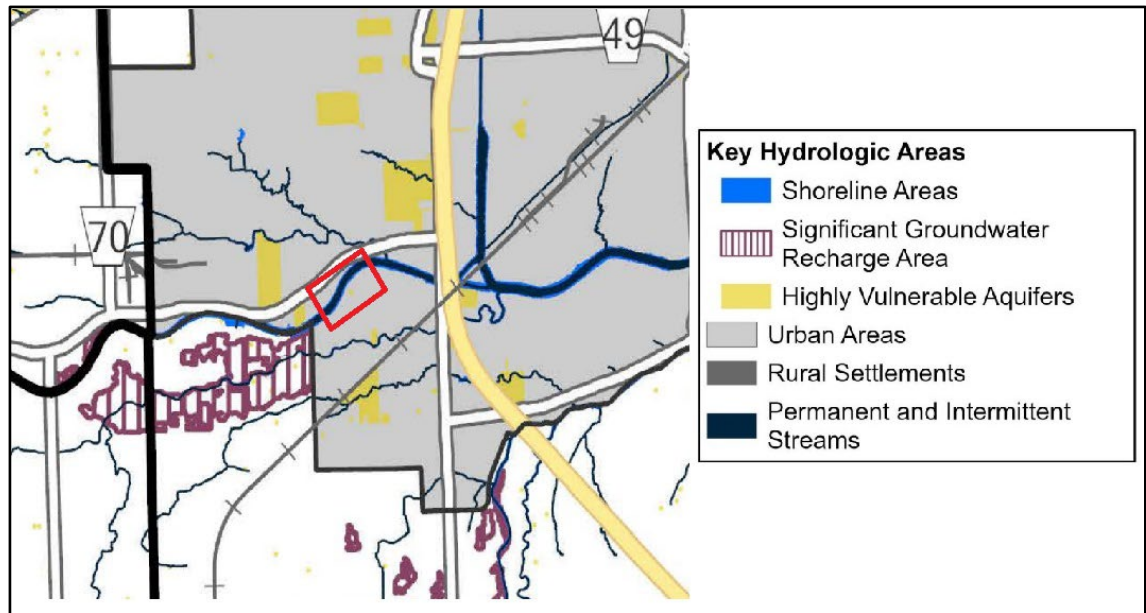 49
70
Key Hydrologic Areas
Shoreline Areas
Significant Groundwater
Recharge Area
Highly Vulnerable Aquifers
Urban Areas
Rural Settlements
Permanent and Intermittent
Streams